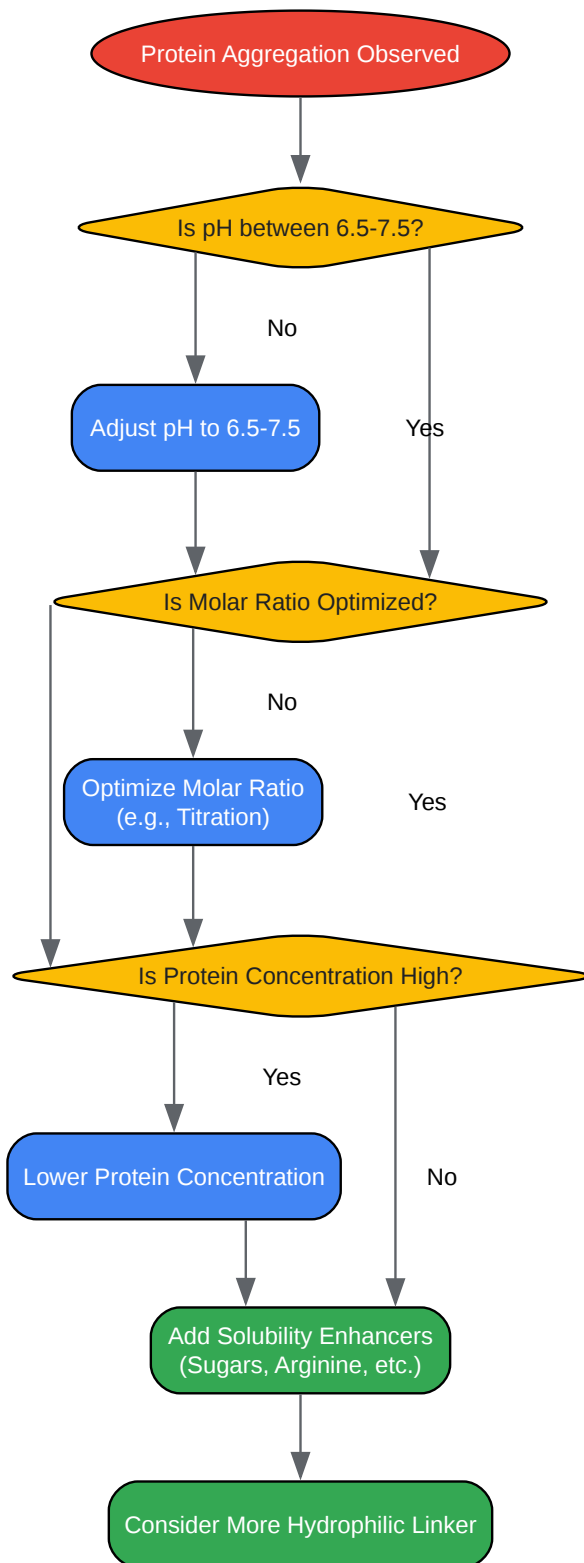 Protein Aggregation Observed
Is pH between 6.5-7.5?
No
Adjust pH to 6.5-7.5
Yes
Is Molar Ratio Optimized?
No
Optimize Molar Ratio
(e.g., Titration)
Yes
Is Protein Concentration High?
Yes
Lower Protein Concentration
No
Add Solubility Enhancers
(Sugars, Arginine, etc.)
Consider More Hydrophilic Linker